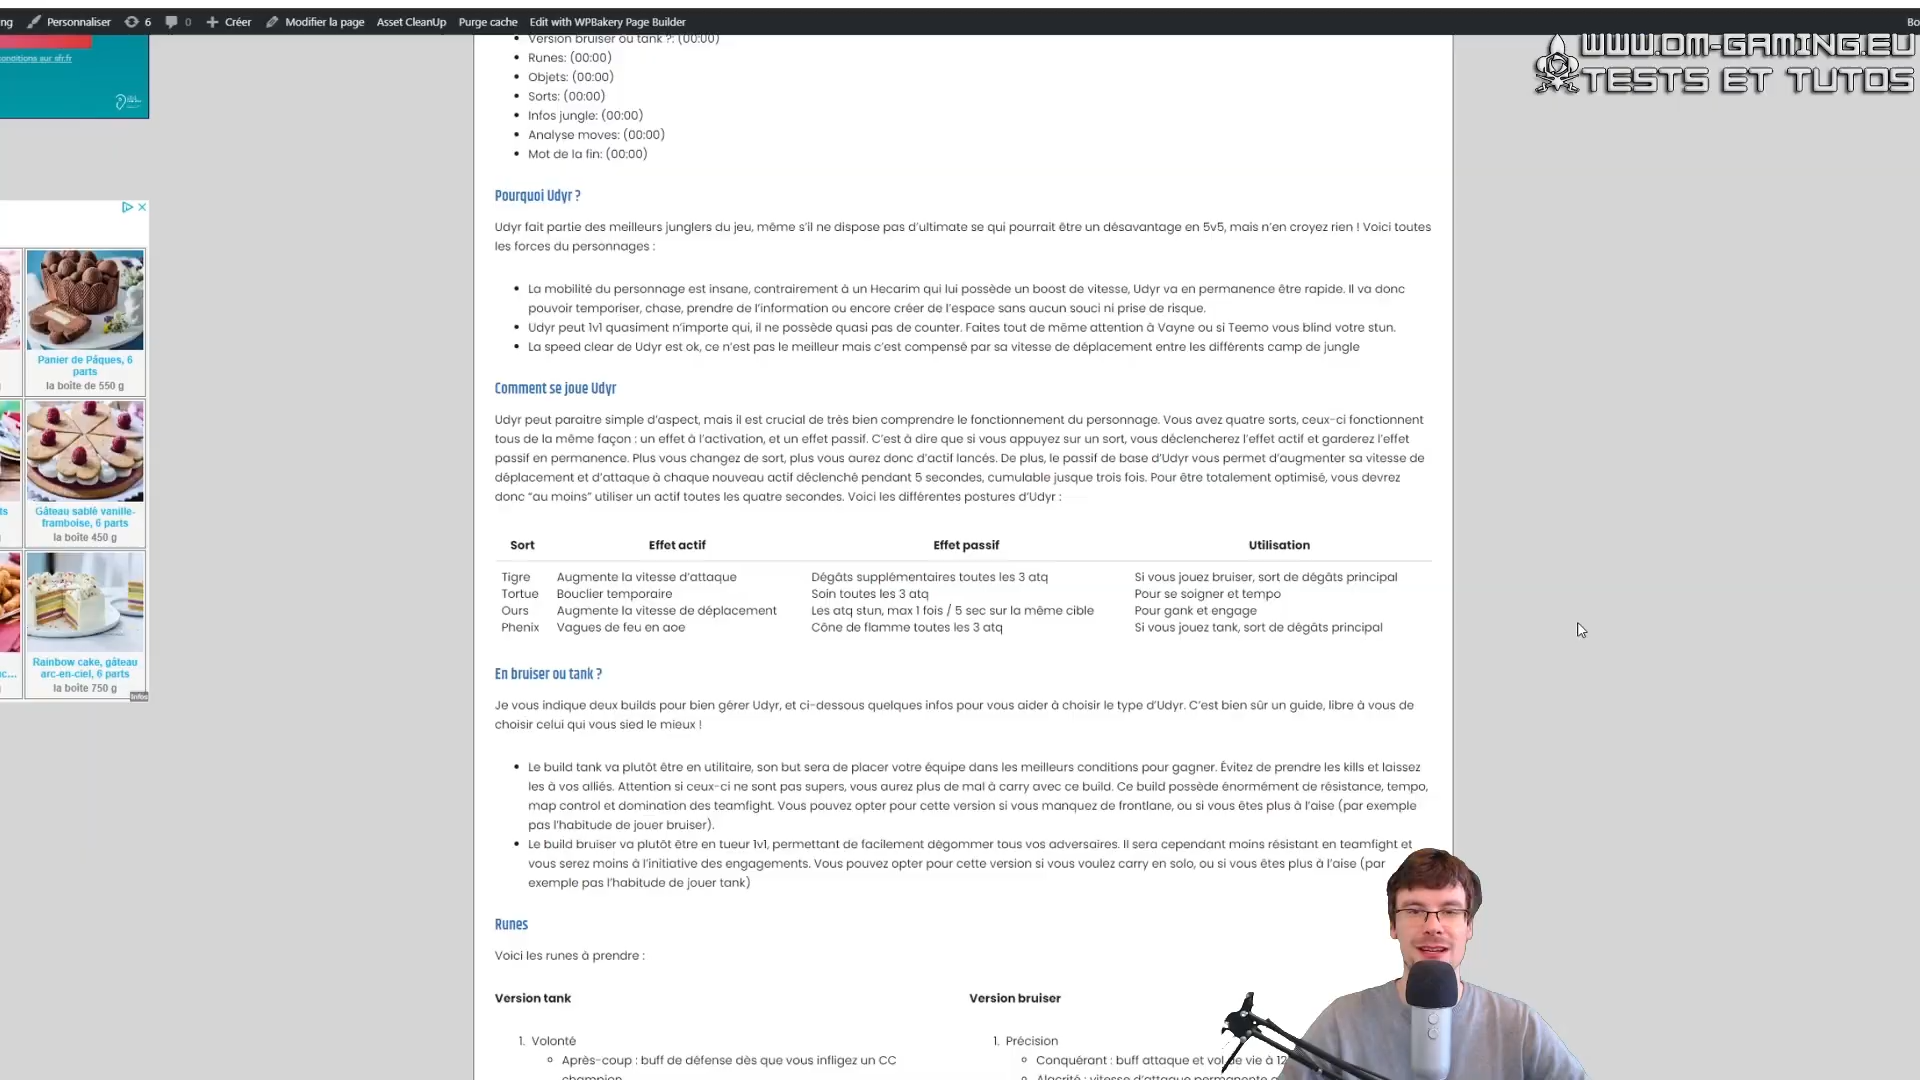 ng Personnaliser 6 0 Créer Modifier la page Asset CleanUp Purge cache Edit with WPBakery Page Builder Bo
WWW.DM-GAMING.EU
TESTS ET TUTOS
conditions sur sfr.fr
Version bruiser ou tank ?: (00:00)
Runes: (00:00)
Objets: (00:00)
Sorts: (00:00)
Infos jungle: (00:00)
Analyse moves: (00:00)
Mot de la fin: (00:00)
Pourquoi Udyr ?
Udyr fait partie des meilleurs junglers du jeu, même s'il ne dispose pas d'ultimate se qui pourrait être un désavantage en 5v5, mais n'en croyez rien ! Voici toutes
les forces du personnages :
La mobilité du personnage est insane, contrairement à un Hecarim qui lui possède un boost de vitesse, Udyr va en permanence être rapide. Il va donc
pouvoir temporiser, chase, prendre de l'information ou encore créer de l'espace sans aucun souci ni prise de risque.
Udyr peut 1v1 quasiment n'importe qui, il ne possède quasi pas de counter. Faites tout de même attention à Vayne ou si Teemo vous blind votre stun.
La speed clear de Udyr est ok, ce n'est pas le meilleur mais c'est compensé par sa vitesse de déplacement entre les différents camp de jungle
Comment se joue Udyr
Udyr peut paraitre simple d'aspect, mais il est crucial de très bien comprendre le fonctionnement du personnage. Vous avez quatre sorts, ceux-ci fonctionnent
tous de la même façon : un effet à l'activation, et un effet passif. C'est à dire que si vous appuyez sur un sort, vous déclencherez l'effet actif et garderez l'effet
passif en permanence. Plus vous changez de sort, plus vous aurez donc d'actif lancés. De plus, le passif de base d'Udyr vous permet d'augmenter sa vitesse de
déplacement et d'attaque à chaque nouveau actif déclenché pendant 5 secondes, cumulable jusque trois fois. Pour être totalement optimisé, vous devrez
donc "au moins" utiliser un actif toutes les quatre secondes. Voici les différentes postures d'Udyr :
Sort Effet actif Effet passif Utilisation
Tigre Augmente la vitesse d'attaque Dégâts supplémentaires toutes les 3 atq Si vous jouez bruiser, sort de dégâts principal
Tortue Bouclier temporaire Soin toutes les 3 atq Pour se soigner et tempo
Ours Augmente la vitesse de déplacement Les atq stun, max 1 fois / 5 sec sur la même cible Pour gank et engage
Phenix Vagues de feu en aoe Cône de flamme toutes les 3 atq Si vous jouez tank, sort de dégâts principal
En bruiser ou tank ?
Je vous indique deux builds pour bien gérer Udyr, et ci-dessous quelques infos pour vous aider à choisir le type d'Udyr. C'est bien sûr un guide, libre à vous de
choisir celui qui vous sied le mieux !
Le build tank va plutôt être en utilitaire, son but sera de placer votre équipe dans les meilleurs conditions pour gagner. Évitez de prendre les kills et laissez
les à vos alliés. Attention si ceux-ci ne sont pas supers, vous aurez plus de mal à carry avec ce build. Ce build possède énormément de résistance, tempo,
map control et domination des teamfight. Vous pouvez opter pour cette version si vous manquez de frontlane, ou si vous êtes plus à l'aise (par exemple
pas l'habitude de jouer bruiser).
Le build bruiser va plutôt être en tueur 1v1, permettant de facilement dégommer tous vos adversaires. Il sera cependant moins résistant en teamfight et
vous serez moins à l'initiative des engagements. Vous pouvez opter pour cette version si vous voulez carry en solo, ou si vous êtes plus à l'aise (par
exemple pas l'habitude de jouer tank)
Runes
Voici les runes à prendre :
Version tank
1. Volonté
Après-coup : buff de défense dès que vous infligez un CC
champion
Version bruiser
1. Précision
Conquérant : buff attaque et vol de vie à 12
Alacrité : vitesse d'attaque permanente
Panier de Pâques, 6
parts
la boîte de 550 g
ts
Gâteau sablé vanille-
framboise, 6 parts
la boîte 450 g
uc...
Rainbow cake, gâteau
arc-en-ciel, 6 parts
la boîte 750 g
Infos